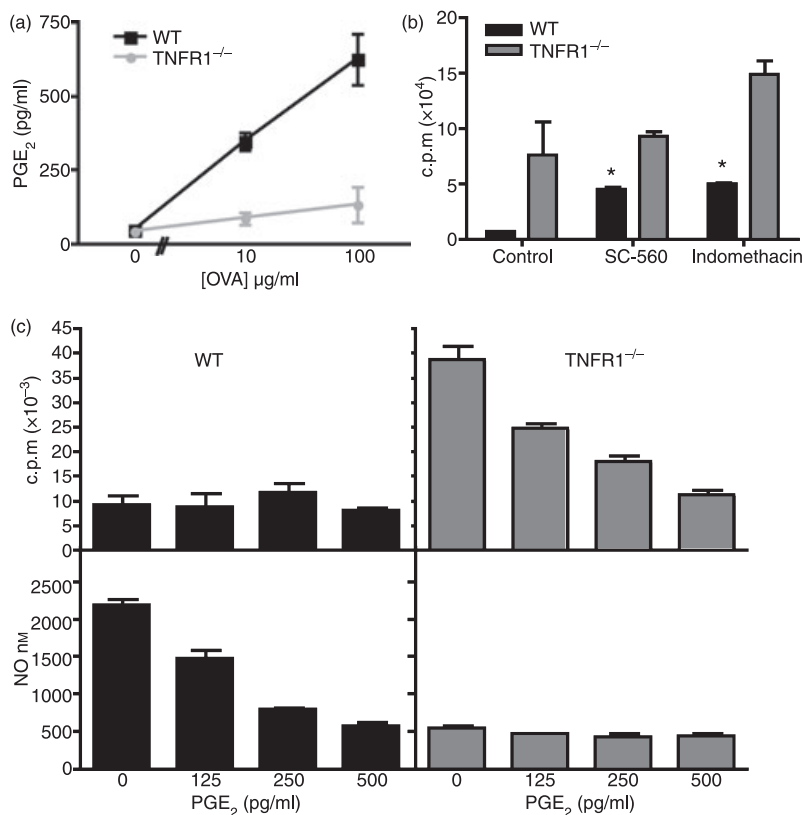 (a)
750
500
250
0
PGE₂ (pg/ml)
WT
TNFR1⁻/⁻
0 10 100
[OVA] µg/ml
(b)
20
15
10
5
0
c.p.m (×10⁴)
WT
TNFR1⁻/⁻
* *
Control SC-560 Indomethacin
(c)
45
40
35
30
25
20
15
10
5
0
c.p.m (×10⁻³)
WT
TNFR1⁻/⁻
2500
2000
1500
1000
500
0
NO nM
0 125 250 500
PGE₂ (pg/ml)
0 125 250 500
PGE₂ (pg/ml)